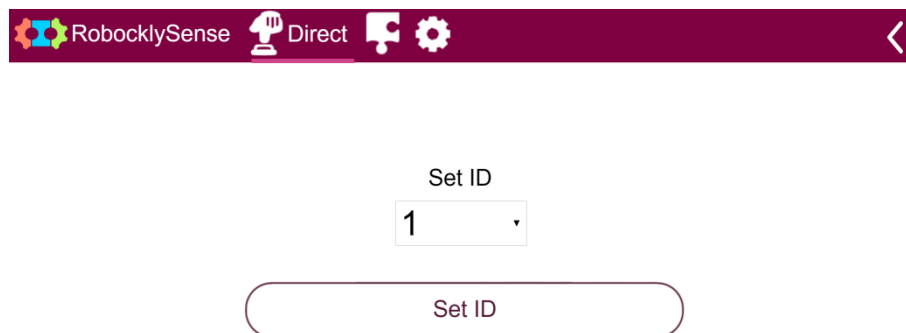 RobocklySense Direct
Set ID
1
Set ID